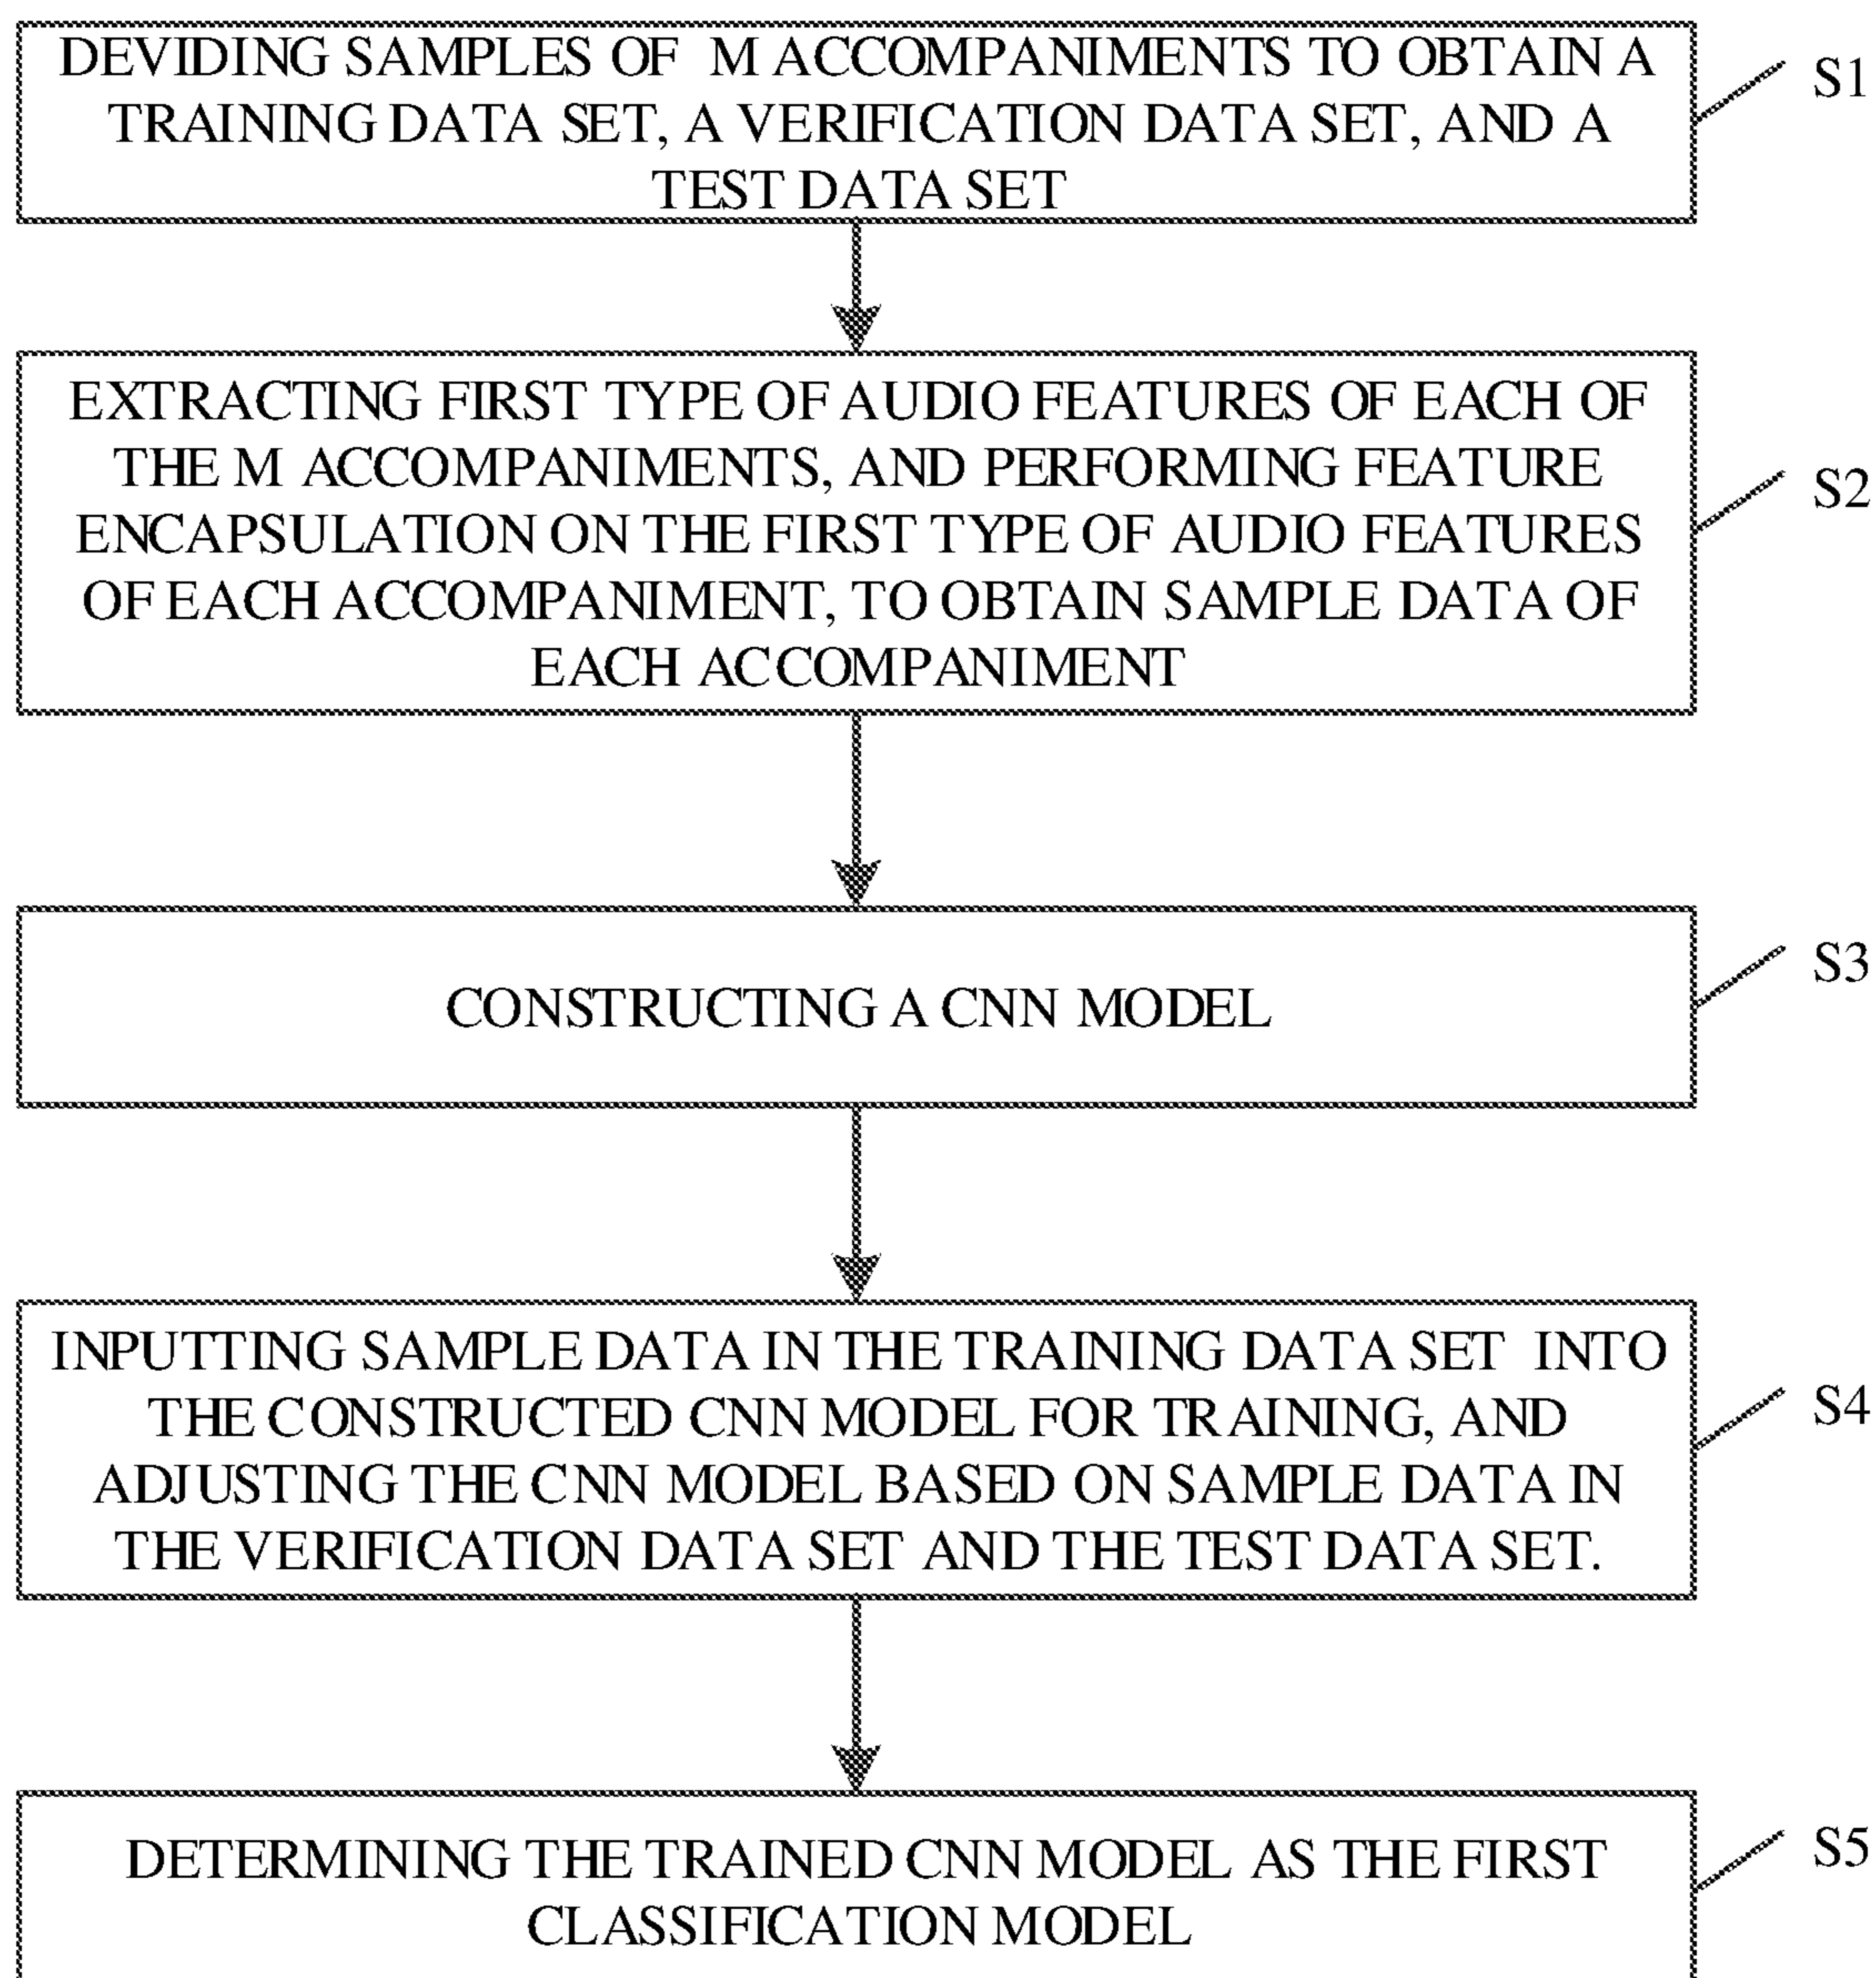 DEVIDING SAMPLES OF M ACCOMPANIMENTS TO OBTAIN A
TRAINING DATA SET, A VERIFICATION DATA SET, AND A
TEST DATA SET
S1
EXTRACTING FIRST TYPE OF AUDIO FEATURES OF EACH OF
THE M ACCOMPANIMENTS, AND PERFORMING FEATURE
ENCAPSULATION ON THE FIRST TYPE OF AUDIO FEATURES
OF EACH ACCOMPANIMENT, TO OBTAIN SAMPLE DATA OF
EACH ACCOMPANIMENT
S2
CONSTRUCTING A CNN MODEL
S3
INPUTTING SAMPLE DATA IN THE TRAINING DATA SET INTO
THE CONSTRUCTED CNN MODEL FOR TRAINING, AND
ADJUSTING THE CNN MODEL BASED ON SAMPLE DATA IN
THE VERIFICATION DATA SET AND THE TEST DATA SET.
S4
DETERMINING THE TRAINED CNN MODEL AS THE FIRST
CLASSIFICATION MODEL
S5